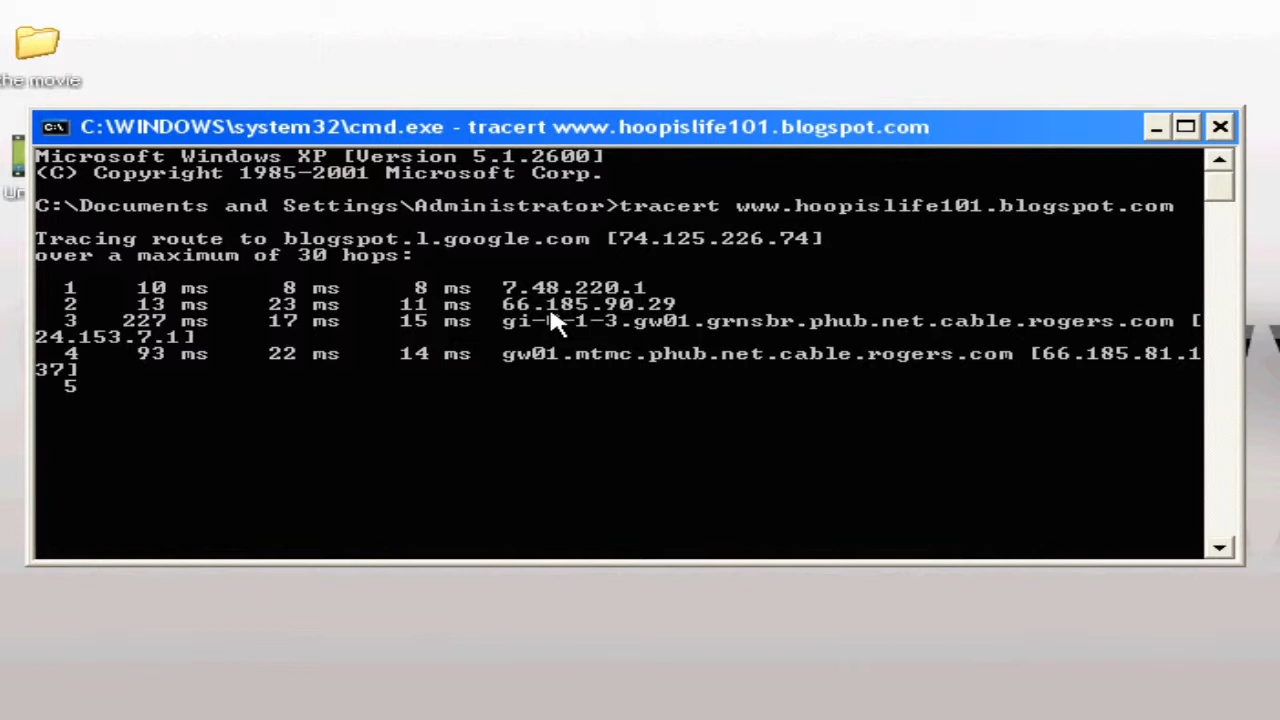 the movie
C:\WINDOWS\system32\cmd.exe - tracert www.hoopislife101.blogspot.com
Microsoft Windows XP [Version 5.1.2600]
(C) Copyright 1985-2001 Microsoft Corp.
C:\Documents and Settings\Administrator>tracert www.hoopislife101.blogspot.com
Tracing route to blogspot.l.google.com [74.125.226.74]
over a maximum of 30 hops:
1 10 ms 8 ms 8 ms 7.48.220.1
2 13 ms 23 ms 11 ms 66.185.90.29
3 227 ms 17 ms 15 ms .gw01.grnsbr.phub.net.cable.rogers.com [
24.153.7.1]
4 93 ms 22 ms 14 ms gw01.mtmc.phub.net.cable.rogers.com [66.185.81.1
37]
5